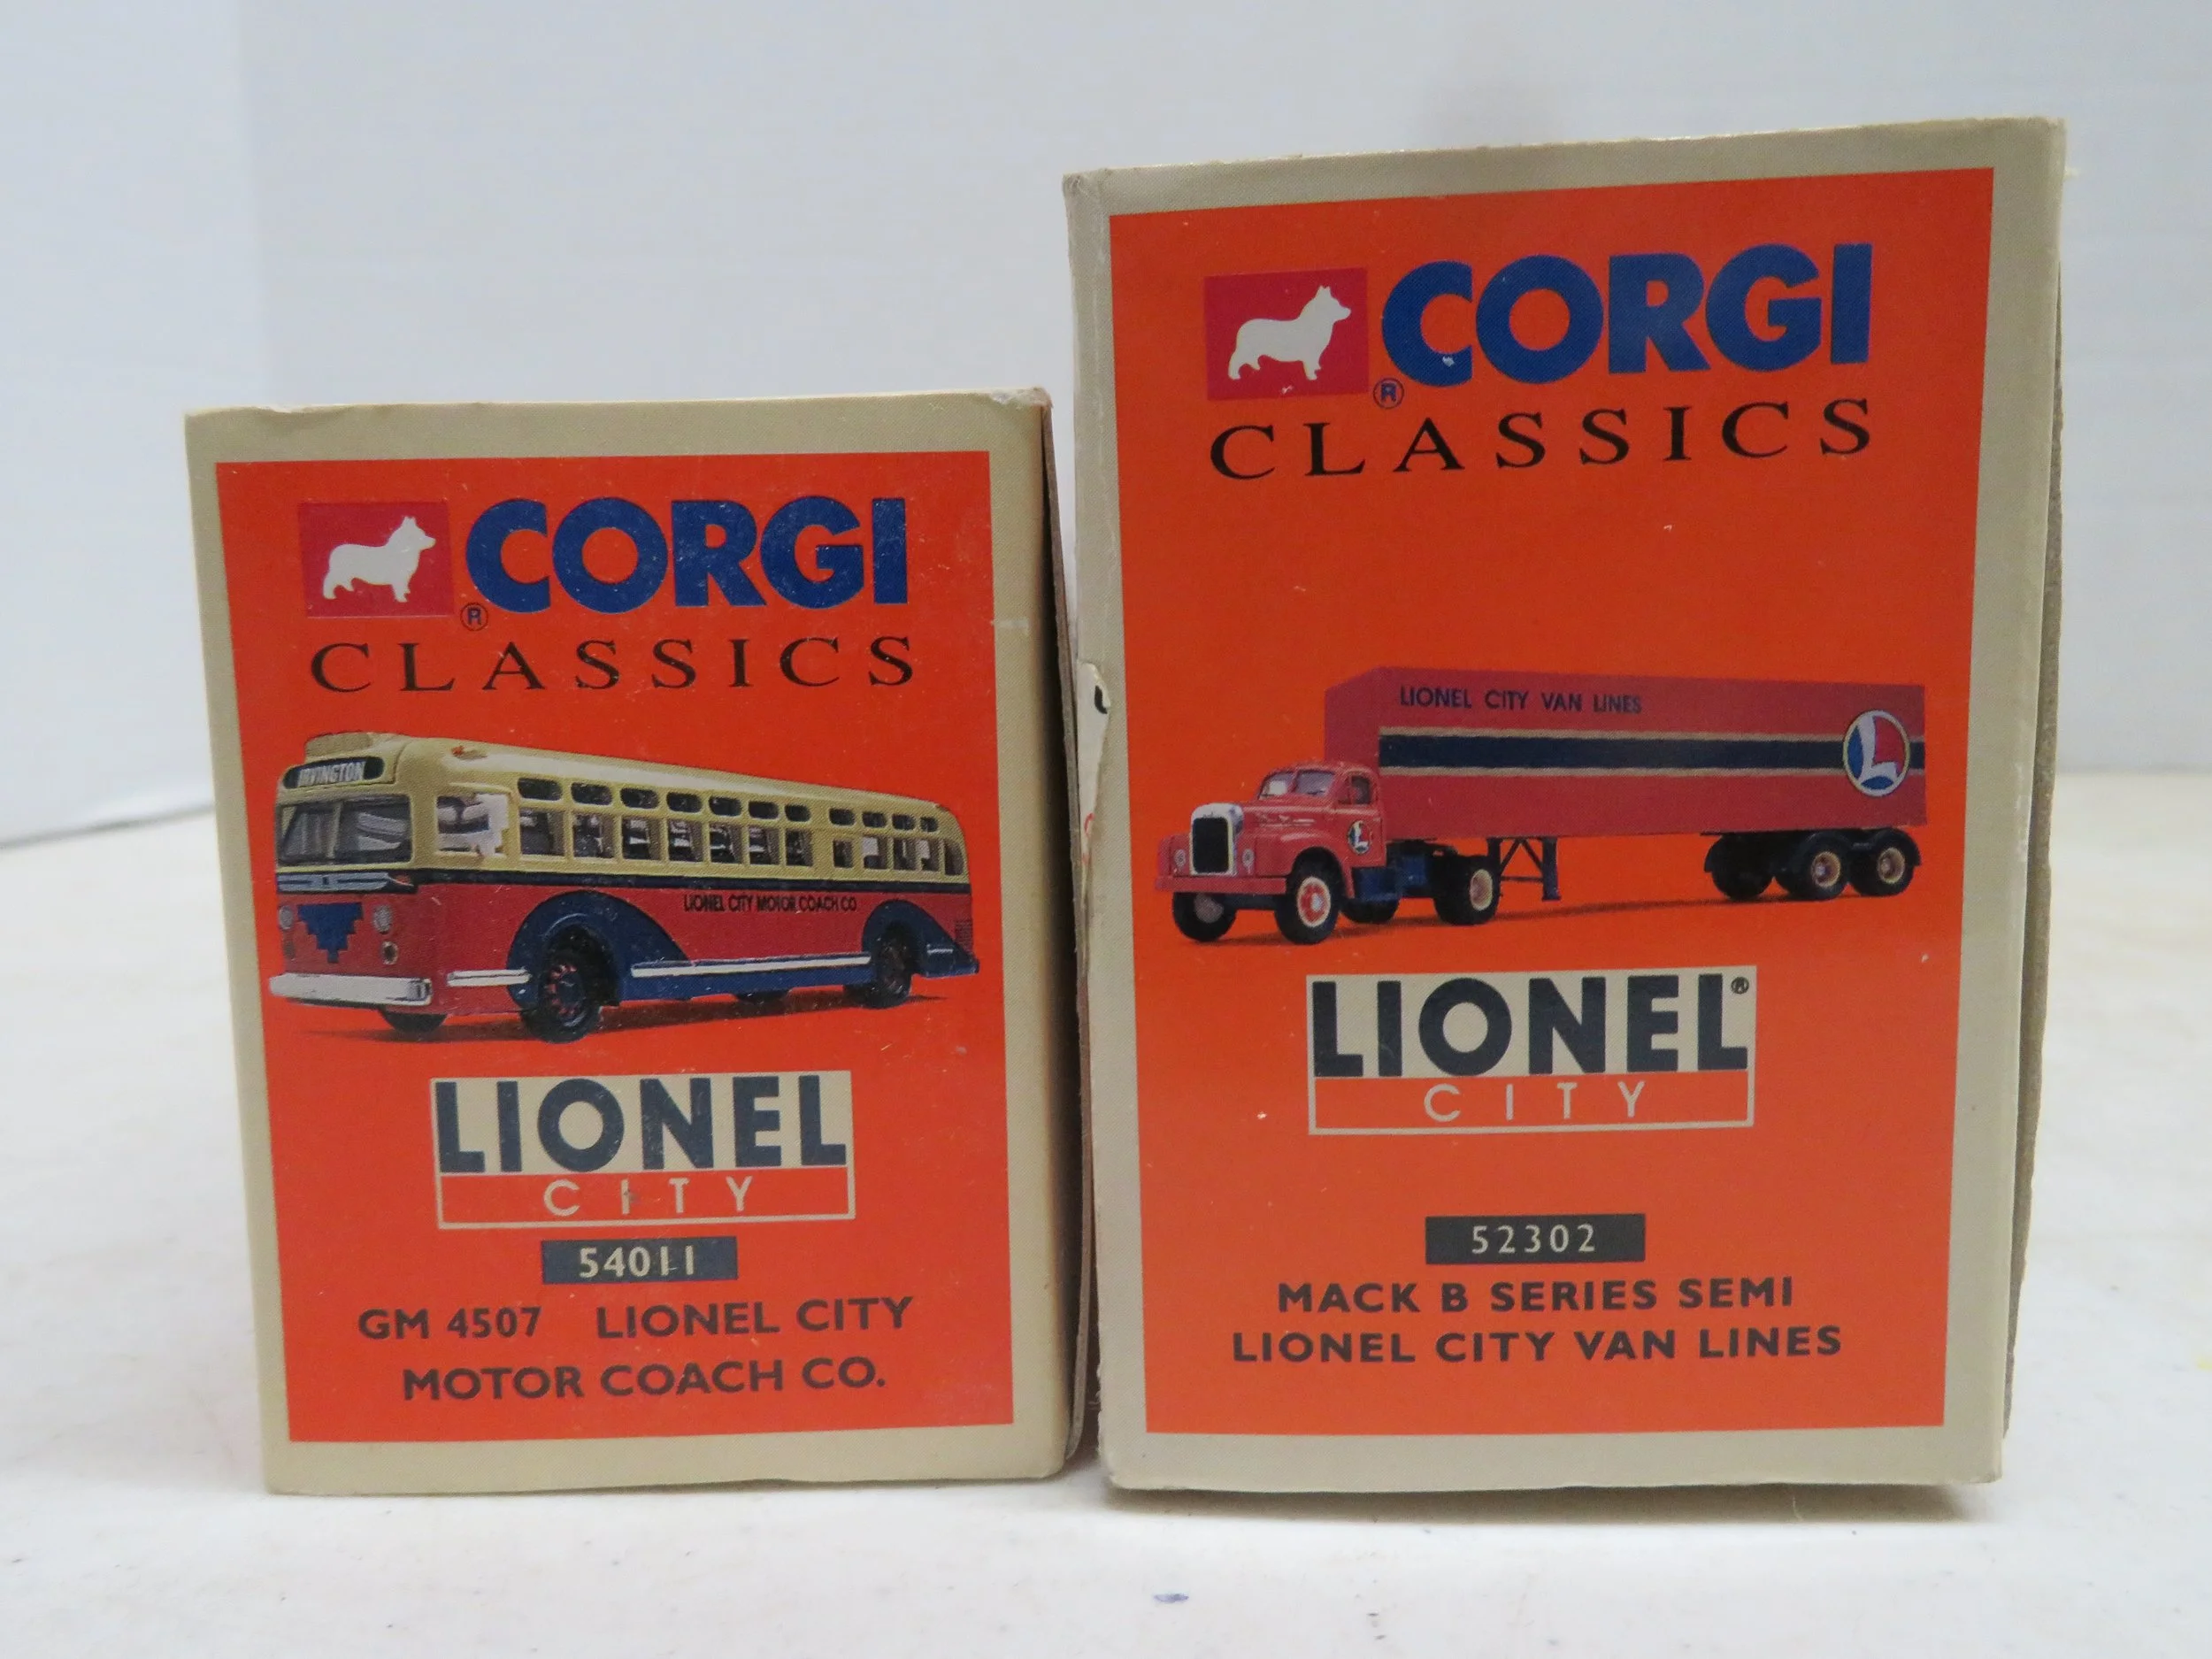 CORGI
®
CLASSICS
IRVINGTON
LIONEL CITY MOTOR COACH CO.
LIONEL
CITY
54011
GM 4507 LIONEL CITY
MOTOR COACH CO.
CORGI
®
CLASSICS
LIONEL CITY VAN LINES
L
L
LIONEL®
CITY
52302
MACK B SERIES SEMI
LIONEL CITY VAN LINES